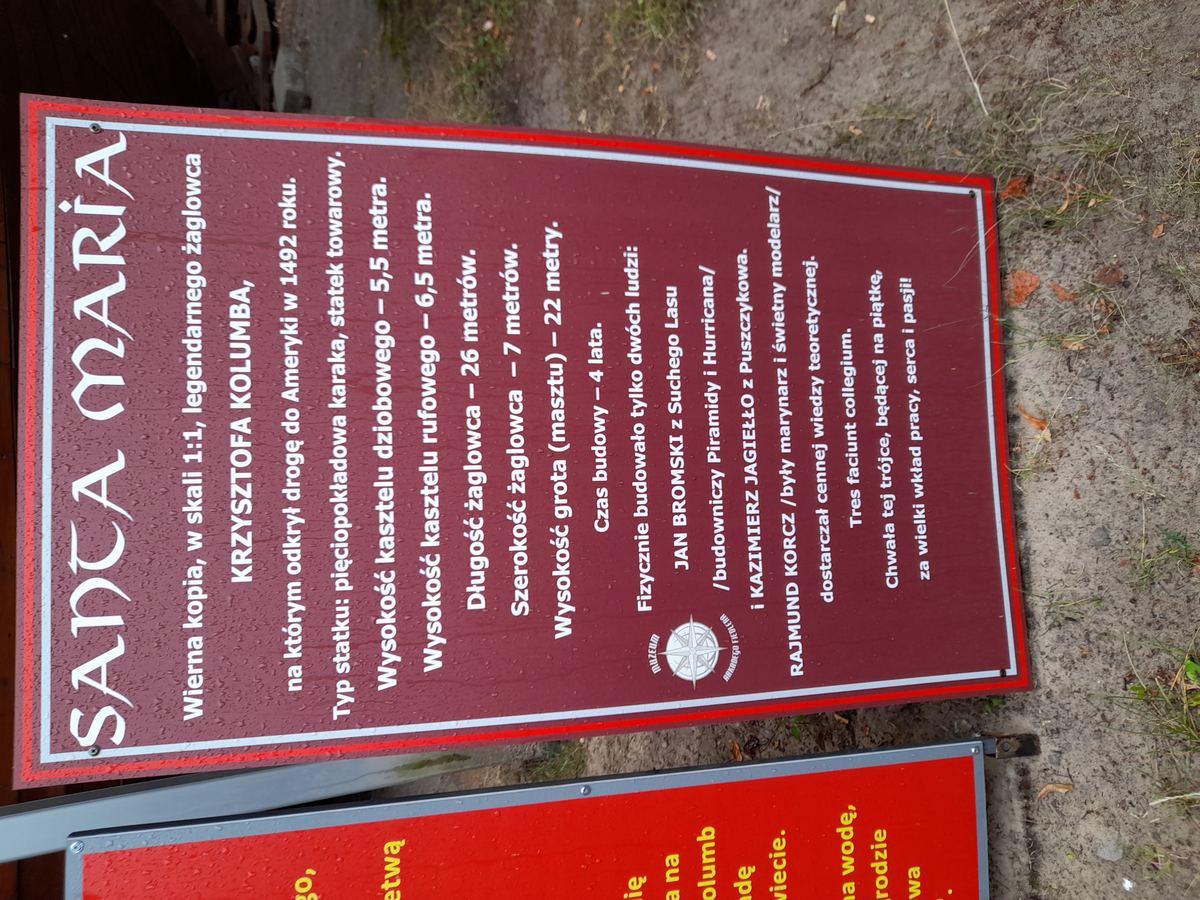 SANTA MARIA
Wierna kopia, w skali 1:1, legendarnego żaglowca
KRZYSZTOFA KOLUMBA,
na którym odkrył drogę do Ameryki w 1492 roku.
Typ statku: pięciopokładowa karaka, statek towarowy.
Wysokość kasztelu dziobowego – 5,5 metra.
Wysokość kasztelu rufowego – 6,5 metra.
Długość żaglowca – 26 metrów.
Szerokość żaglowca – 7 metrów.
Wysokość grota (masztu) – 22 metry.
Czas budowy – 4 lata.
Fizycznie budowało tylko dwóch ludzi:
JAN BROMSKI z Suchego Lasu
/budowniczy Piramidy i Hurricana/
i KAZIMIERZ JAGIEŁŁO z Puszczykowa.
RAJMUND KORCZ /były marynarz i świetny modelarz/
dostarczał cennej wiedzy teoretycznej.
Tres faciunt collegium.
Chwała tej trójce, będącej na piątkę,
za wielki wkład pracy, serca i pasji!
MUZEUM
ARKADEGO FIEDLERA
na
wiecie.
na wodę,